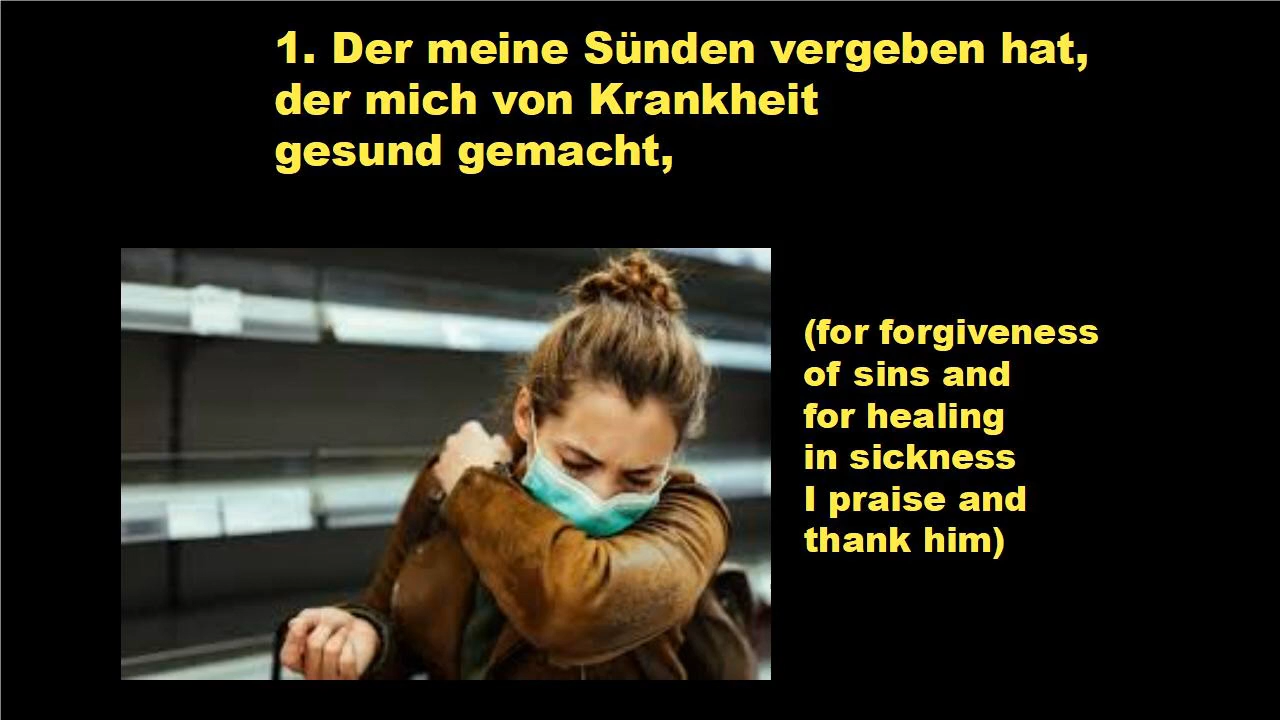 1. Der meine Sünden vergeben hat,
der mich von Krankheit
gesund gemacht,
(for forgiveness
of sins and
for healing
in sickness
I praise and
thank him)